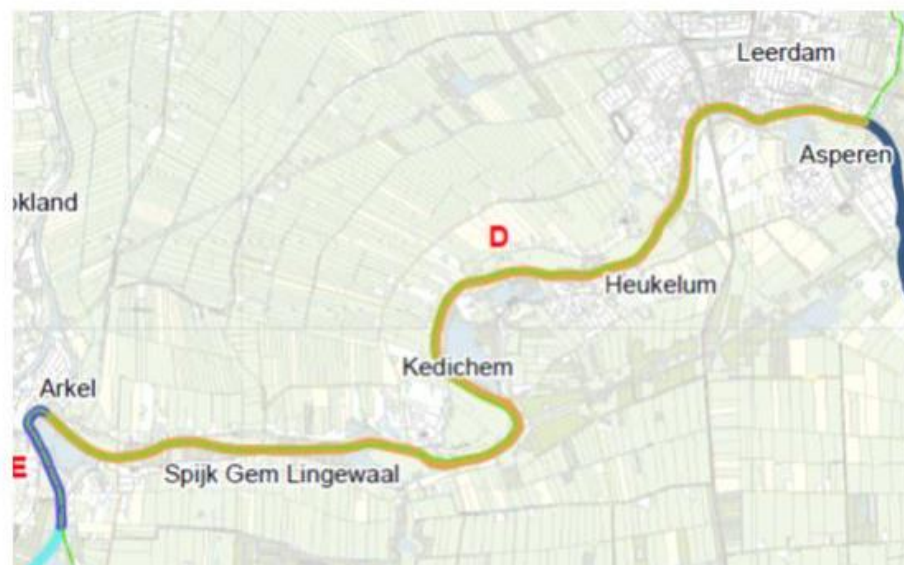 Leerdam
Asperen
okland
D
Heukelum
Kedichem
Arkel
E
Spijk Gem Lingewaal